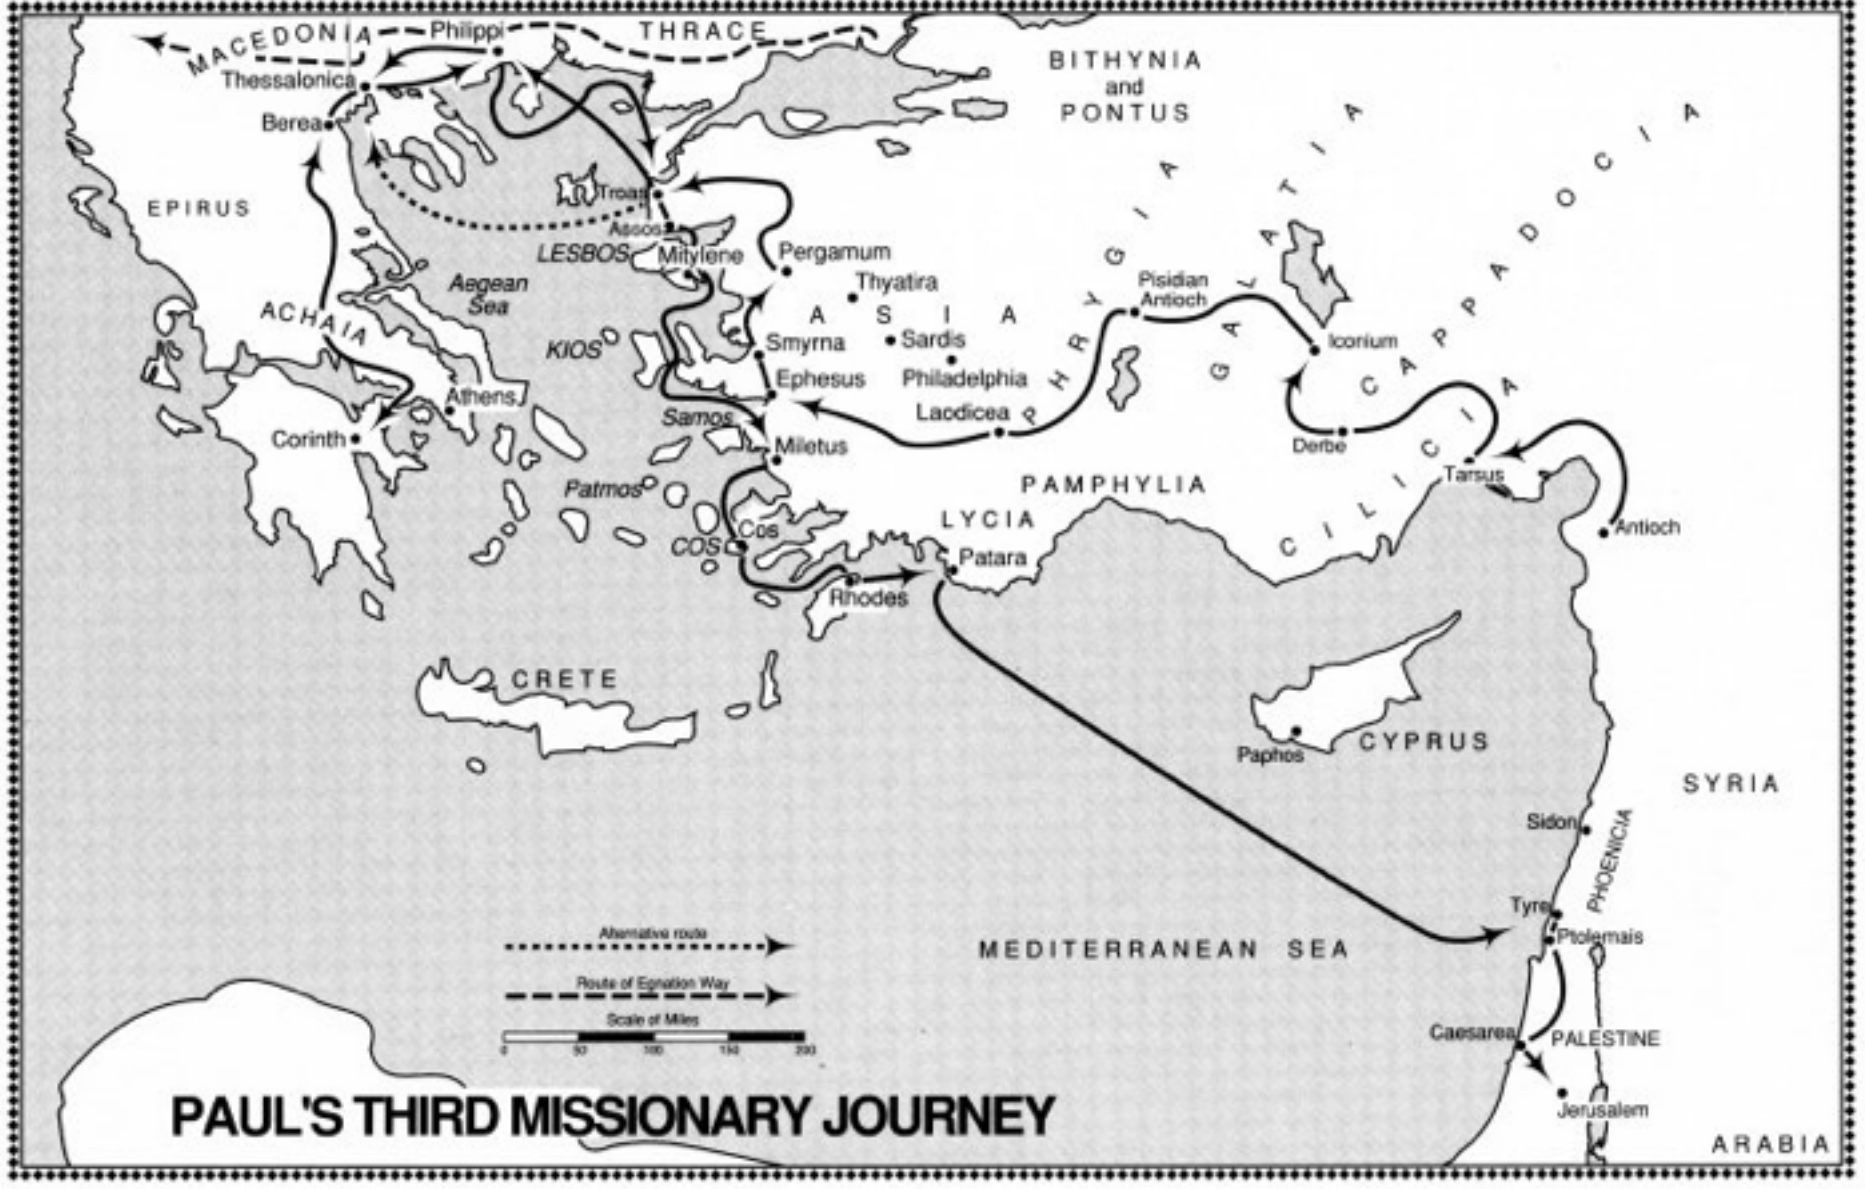 MACEDONIA
Philippi
THRACE
Thessalonica
Berea
BITHYNIA
and
PONTUS
EPIRUS
Troas
Assos
LESBOS
Mitylene
Pergamum
Thyatira
Aegean
Sea
ASIA
PHRYGIA
GALATIA
CAPPADOCIA
Pisidian
Antioch
ACHAIA
KIOS
Smyrna
Sardis
Iconium
Ephesus
Philadelphia
Athens
Samos
Laodicea
Corinth
Miletus
Derbe
CILICIA
Tarsus
Patmos
PAMPHYLIA
LYCIA
Cos
COS
Antioch
Patara
Rhodes
CRETE
Paphos
CYPRUS
SYRIA
Sidon
PHOENICIA
Tyre
Ptolemais
MEDITERRANEAN SEA
Alternative route
Route of Egnation Way
Scale of Miles
0 50 100 150 200
Caesarea
PALESTINE
Jerusalem
PAUL'S THIRD MISSIONARY JOURNEY
ARABIA